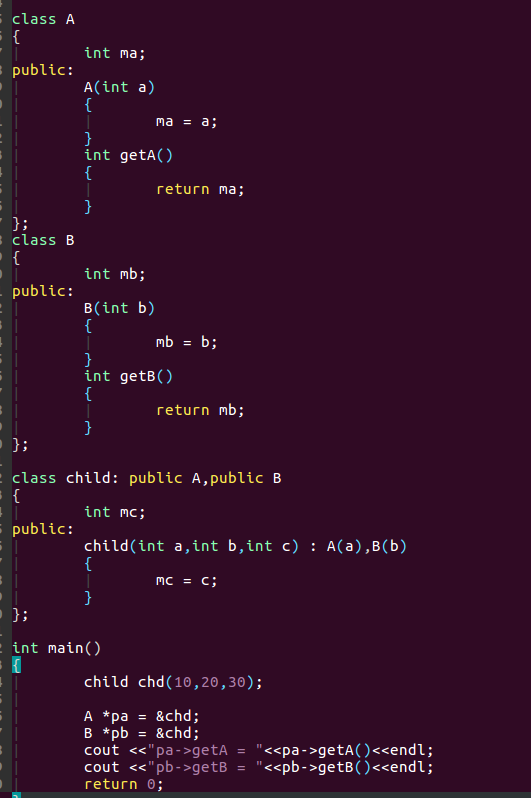 class A
{
int ma;
public:
A(int a)
{
ma = a;
}
int getA()
{
return ma;
}
};
class B
{
int mb;
public:
B(int b)
{
mb = b;
}
int getB()
{
return mb;
}
};
class child: public A,public B
{
int mc;
public:
child(int a,int b,int c) : A(a),B(b)
{
mc = c;
}
};
int main()
{
child chd(10,20,30);
A *pa = &chd;
B *pb = &chd;
cout <<"pa->getA = "<<pa->getA()<<endl;
cout <<"pb->getB = "<<pb->getB()<<endl;
return 0;
}